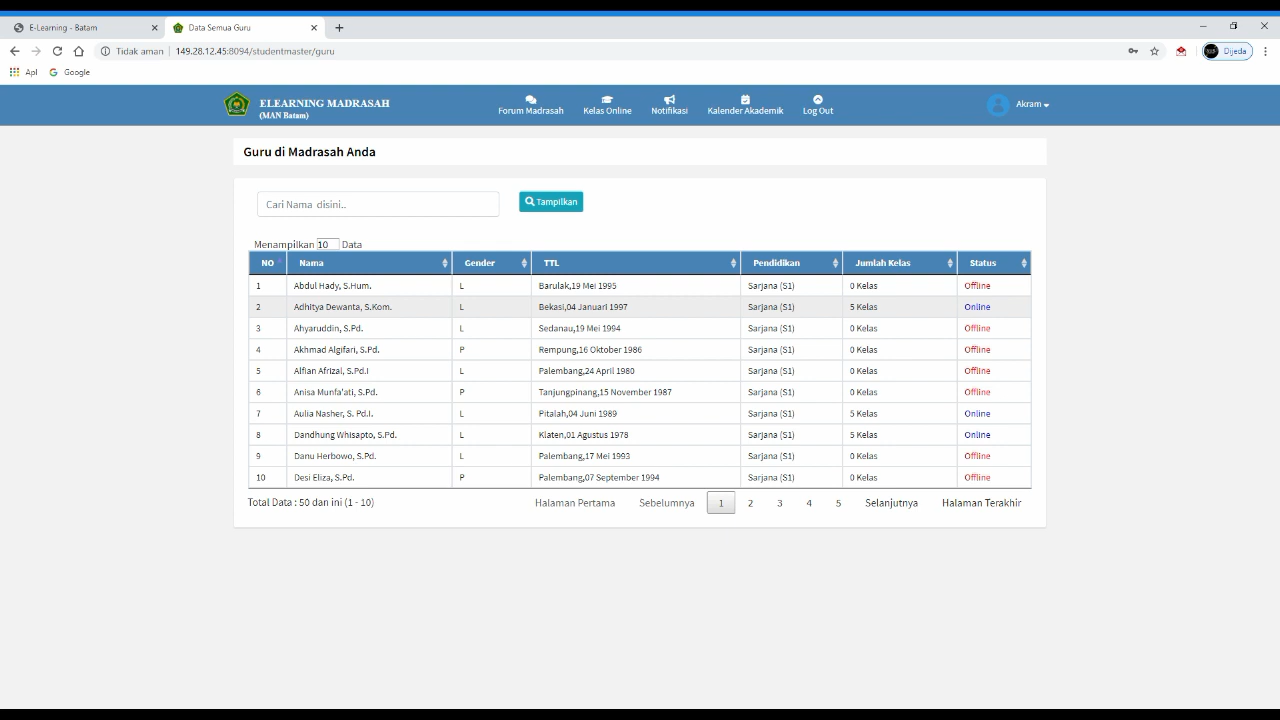 E-Learning - Batam
Data Semua Guru
Tidak aman | 149.28.12.45:8094/studentmaster/guru
Dijeda
Apl Google
ELEARNING MADRASAH
(MAN Batam)
Forum Madrasah Kelas Online Notifikasi Kalender Akademik Log Out
Akram
Guru di Madrasah Anda
Cari Nama disini.. Tampilkan
Menampilkan 10 Data
NO Nama Gender TTL Pendidikan Jumlah Kelas Status
1 Abdul Hady, S.Hum. L Barulak,19 Mei 1995 Sarjana (S1) 0 Kelas Offline
2 Adhitya Dewanta, S.Kom. L Bekasi,04 Januari 1997 Sarjana (S1) 5 Kelas Online
3 Ahyaruddin, S.Pd. L Sedanau,19 Mei 1994 Sarjana (S1) 0 Kelas Offline
4 Akhmad Algifari, S.Pd. P Rempung,16 Oktober 1986 Sarjana (S1) 0 Kelas Offline
5 Alfian Afrizal, S.Pd.I L Palembang,24 April 1980 Sarjana (S1) 0 Kelas Offline
6 Anisa Munfa'ati, S.Pd. P Tanjungpinang,15 November 1987 Sarjana (S1) 0 Kelas Offline
7 Aulia Nasher, S. Pd.I. L Pitalah,04 Juni 1989 Sarjana (S1) 5 Kelas Online
8 Dandhung Whisapto, S.Pd. L Klaten,01 Agustus 1978 Sarjana (S1) 5 Kelas Online
9 Danu Herbowo, S.Pd. L Palembang,17 Mei 1993 Sarjana (S1) 0 Kelas Offline
10 Desi Eliza, S.Pd. P Palembang,07 September 1994 Sarjana (S1) 0 Kelas Offline
Total Data : 50 dan ini (1 - 10) Halaman Pertama Sebelumnya 1 2 3 4 5 Selanjutnya Halaman Terakhir